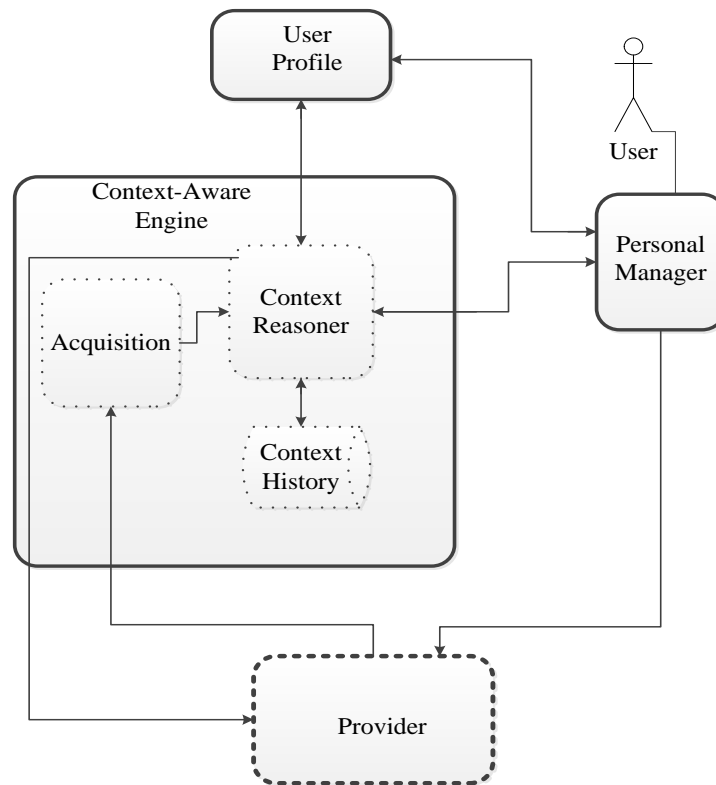 User
Profile
User
Context-Aware
Engine
Personal
Manager
Context
Reasoner
Acquisition
Context
History
Provider